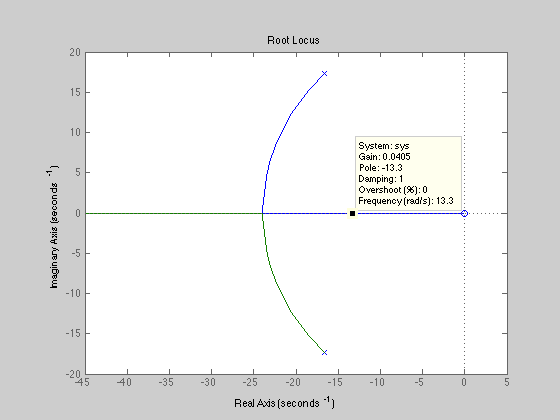 Root Locus
20
15
10
5
0
-5
-10
-15
-20
Imaginary Axis (seconds -1)
System: sys
Gain: 0.0405
Pole: -13.3
Damping: 1
Overshoot (%): 0
Frequency (rad/s): 13.3
-45 -40 -35 -30 -25 -20 -15 -10 -5 0 5
Real Axis (seconds -1)